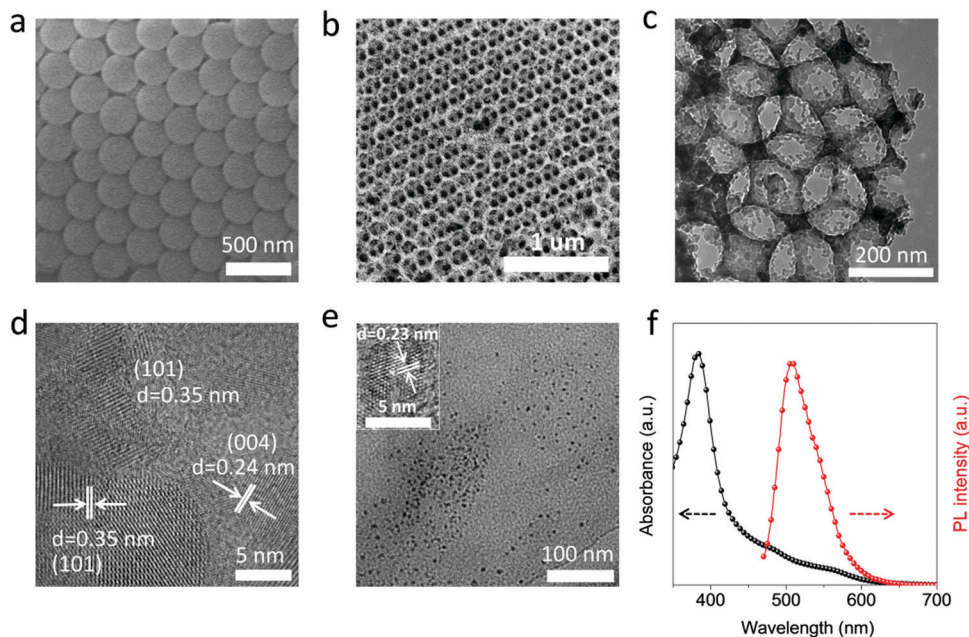 a
500 nm
b
1 um
c
200 nm
d
(101)
d=0.35 nm
(004)
d=0.24 nm
d=0.35 nm
(101)
5 nm
e
d=0.23 nm
5 nm
100 nm
f
Absorbance (a.u.)
PL intensity (a.u.)
400 500 600 700
Wavelength (nm)